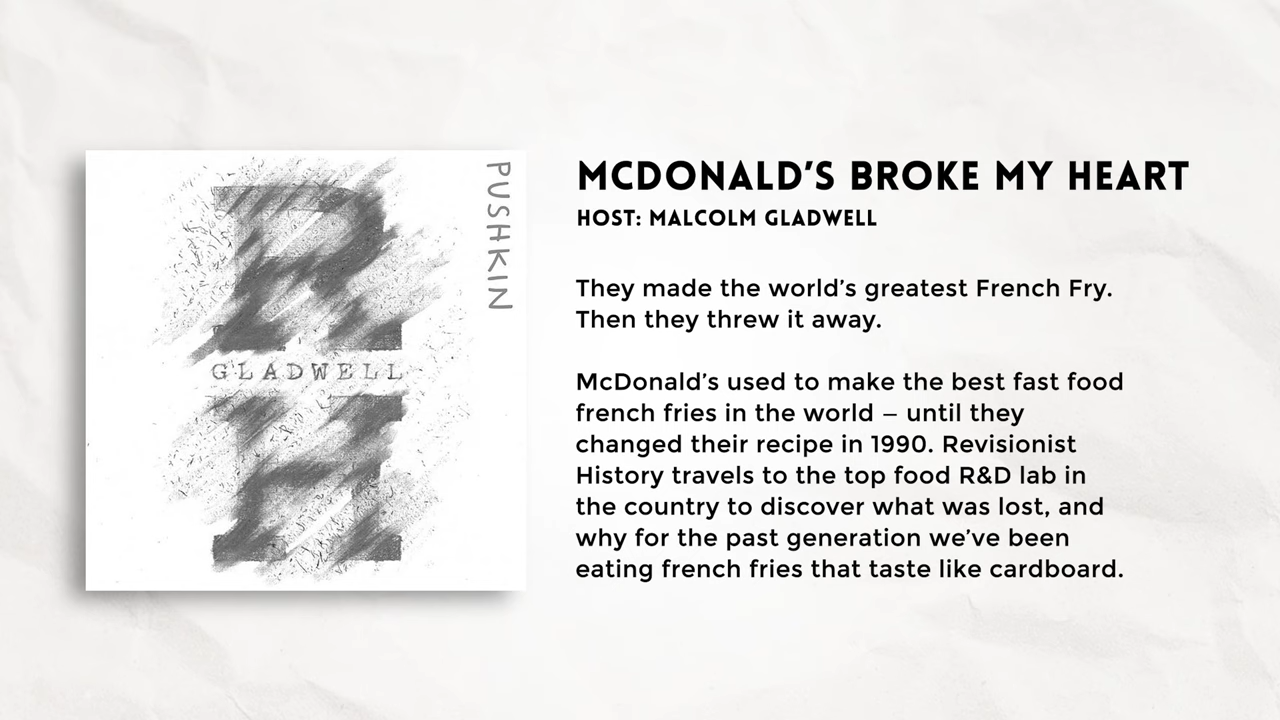 PUSHKIN
R
GLADWELL
H
MCDONALD'S BROKE MY HEART
HOST: MALCOLM GLADWELL
They made the world's greatest French Fry.
Then they threw it away.
McDonald's used to make the best fast food
french fries in the world – until they
changed their recipe in 1990. Revisionist
History travels to the top food R&D lab in
the country to discover what was lost, and
why for the past generation we've been
eating french fries that taste like cardboard.